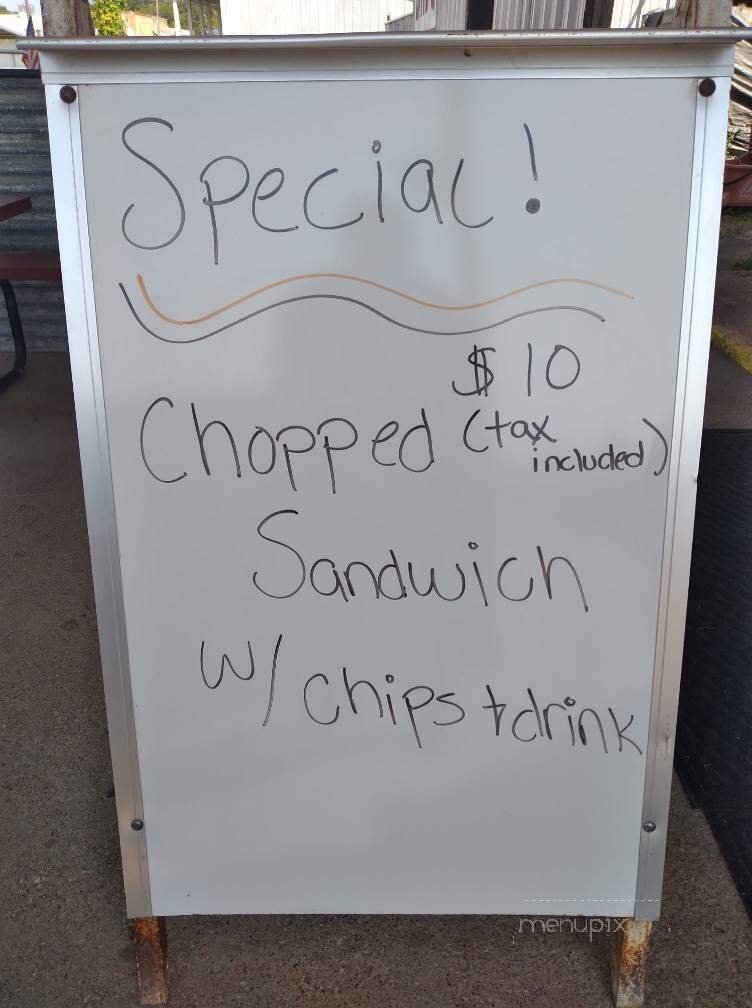 Special!
$10
Chopped (tax
included)
Sandwich
w/ chips + drink
menupix